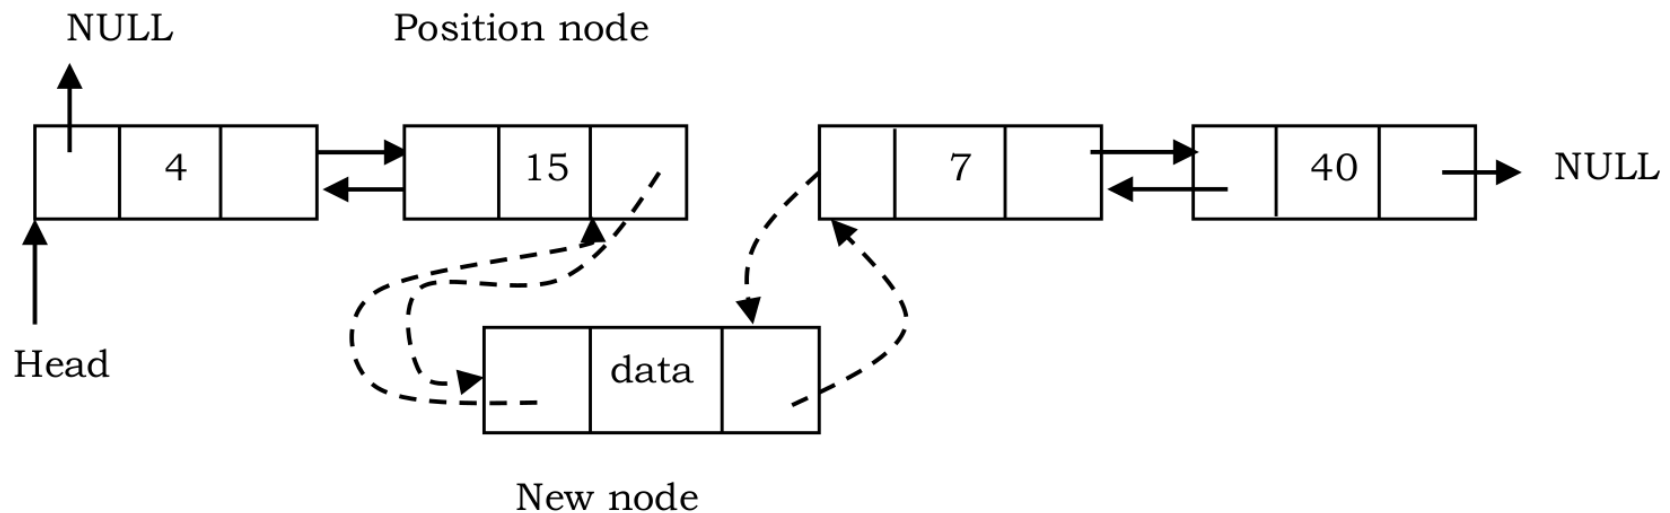 NULL
Position node
4
15
7
40
NULL
Head
data
New node